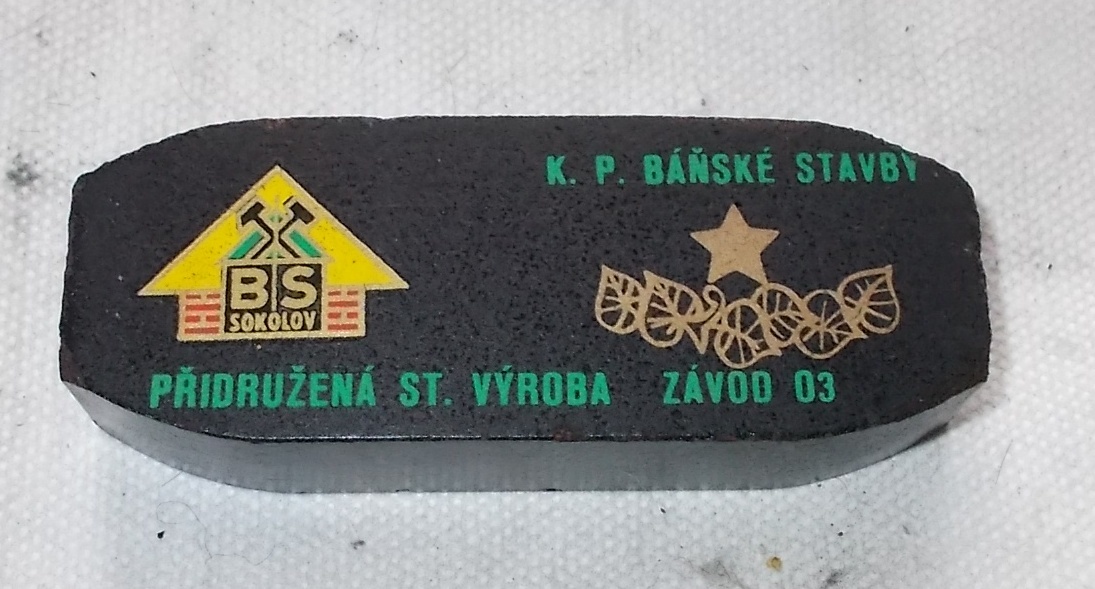 K. P. BÁŇSKÉ STAVBY
BS
SOKOLOV
PŘIDRUŽENÁ ST. VÝROBA ZÁVOD 03